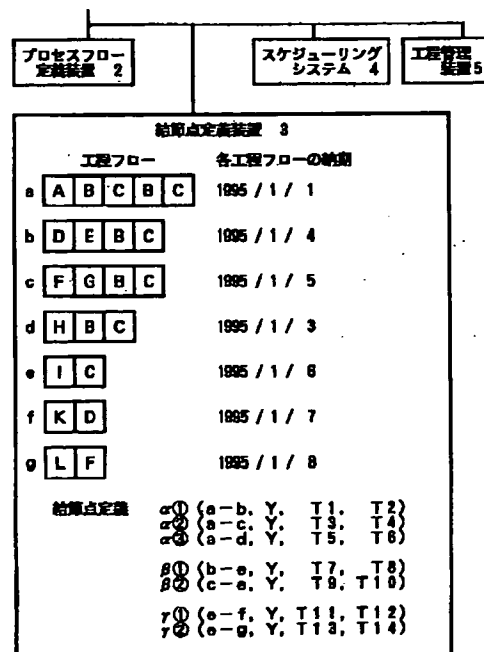 プロセスフロー
定義装置 2
スケジューリング
システム 4
工程管理
装置5
結節点定義装置 3
工程フロー 各工程フローの納期
a A B C B C 1995 / 1 / 1
b D E B C 1995 / 1 / 4
c F G B C 1995 / 1 / 5
d H B C 1995 / 1 / 3
e I C 1995 / 1 / 6
f K D 1995 / 1 / 7
g L F 1995 / 1 / 8
結節点定義 α① (a-b, Y, T1, T2)
α② (a-c, Y, T3, T4)
α③ (a-d, Y, T5, T6)
β① (b-e, Y, T7, T8)
β② (c-e, Y, T9, T10)
γ① (e-f, Y, T11, T12)
γ② (e-g, Y, T13, T14)